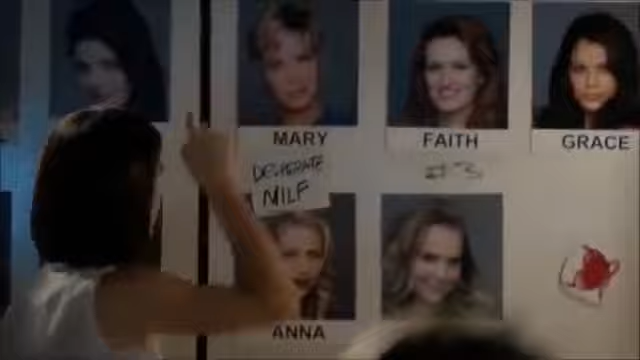 MARY
FAITH
GRACE
DESPERATE
MILF
#3
ANNA